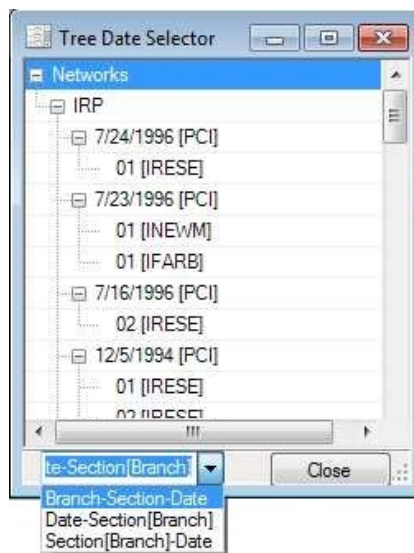 Tree Date Selector
Networks
IRP
7/24/1996 [PCI]
01 [IRESE]
7/23/1996 [PCI]
01 [INEWM]
01 [IFARB]
7/16/1996 [PCI]
02 [IRESE]
12/5/1994 [PCI]
01 [IRESE]
02 [IRESE]
te-Section[Branch] Close
Branch-Section-Date
Date-Section[Branch]
Section[Branch]-Date